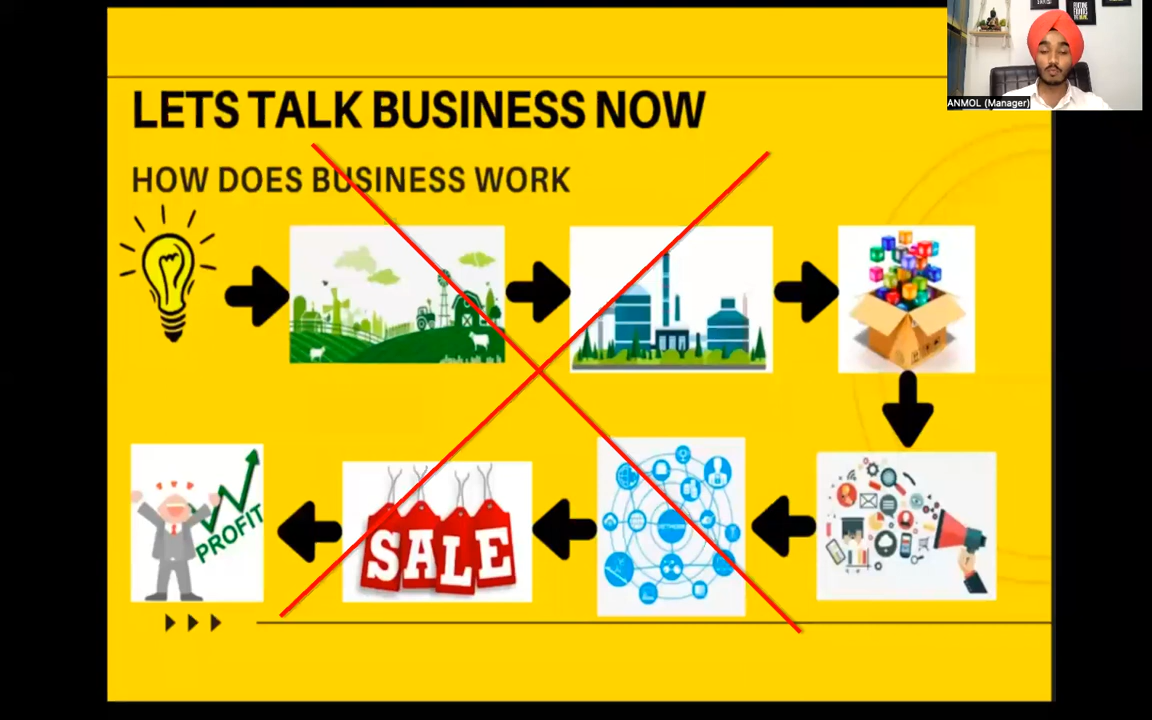 LETS TALK BUSINESS NOW
HOW DOES BUSINESS WORK
PROFIT
SALE
ANMOL (Manager)